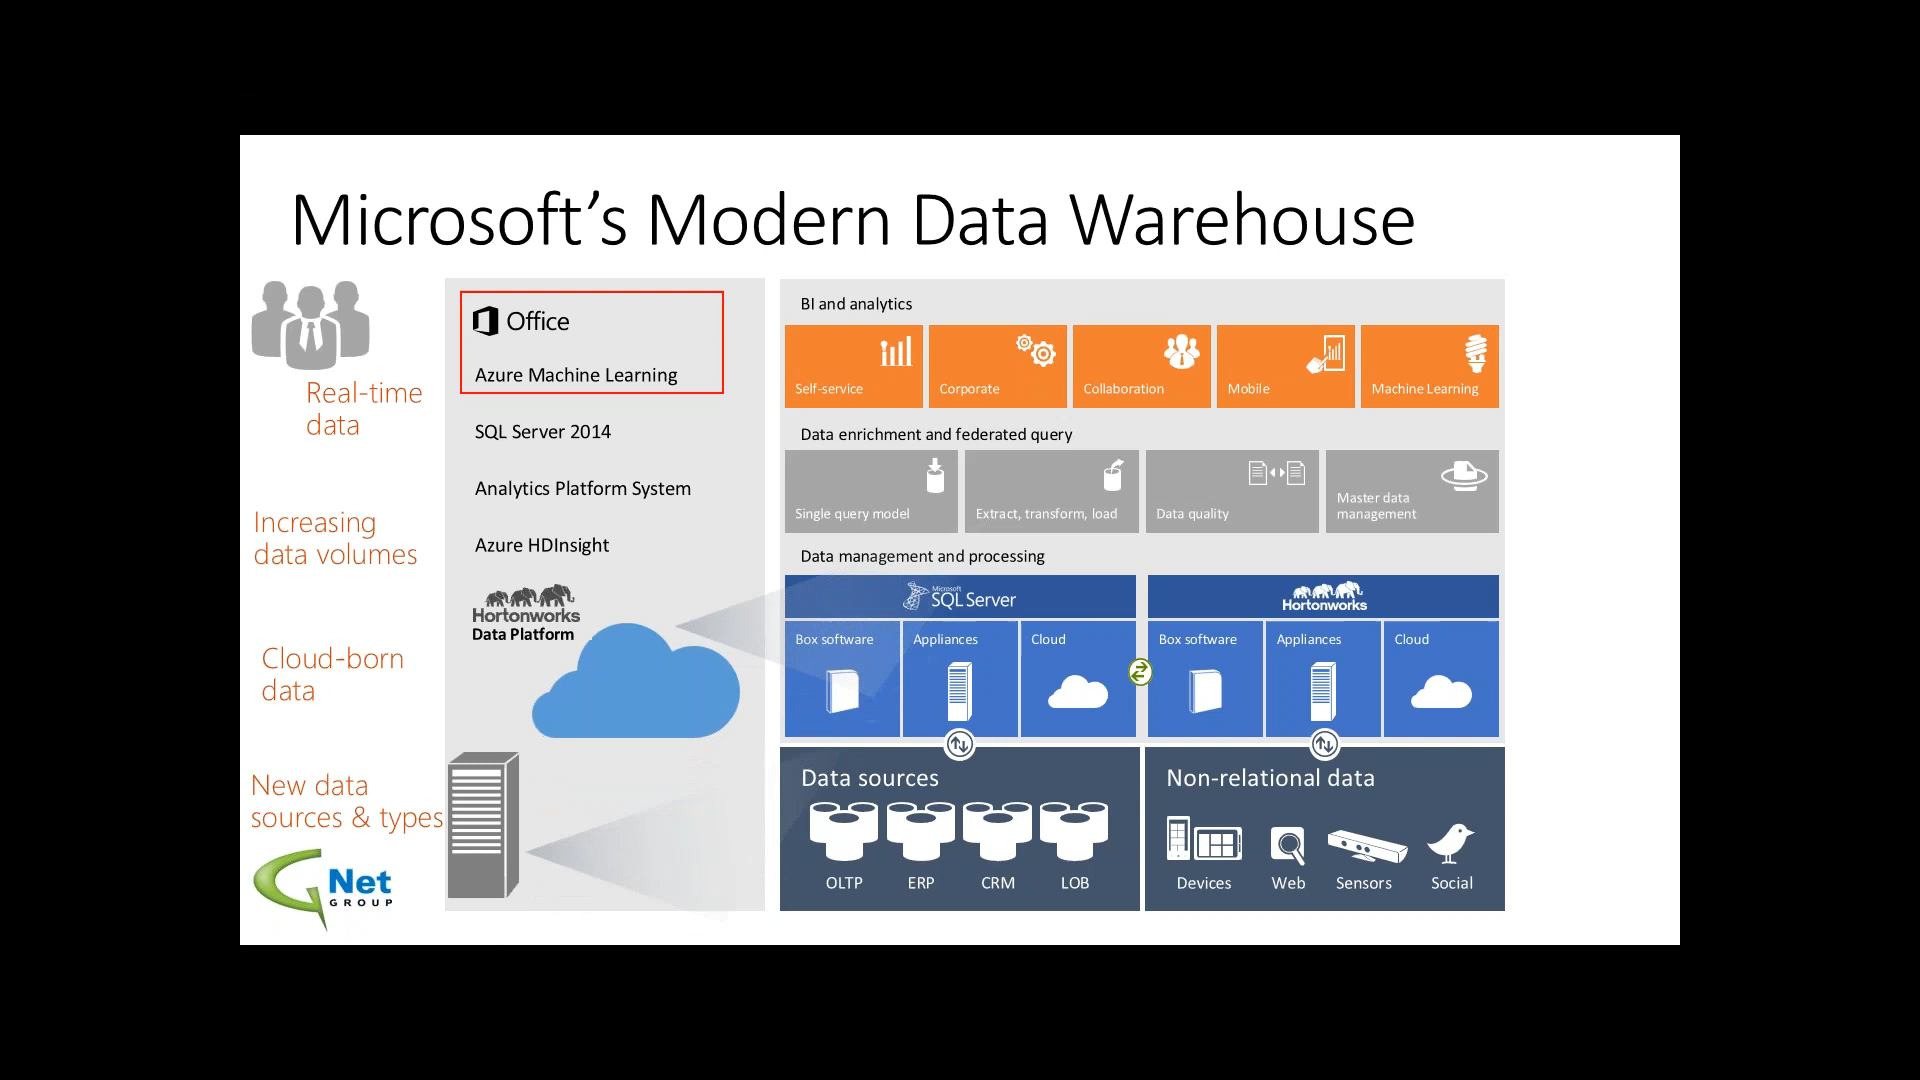 Microsoft’s Modern Data Warehouse
Real-time
data
Increasing
data volumes
Cloud-born
data
New data
sources & types
Net
GROUP
Office
Azure Machine Learning
SQL Server 2014
Analytics Platform System
Azure HDInsight
Hortonworks
Data Platform
BI and analytics
Self-service
Corporate
Collaboration
Mobile
Machine Learning
Data enrichment and federated query
Single query model
Extract, transform, load
Data quality
Master data
management
Data management and processing
Microsoft
SQL Server
Box software
Appliances
Cloud
Hortonworks
Box software
Appliances
Cloud
Data sources
OLTP
ERP
CRM
LOB
Non-relational data
Devices
Web
Sensors
Social